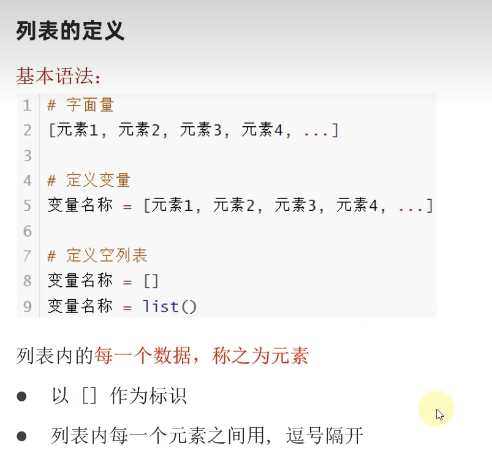 列表的定义
基本语法：
1 # 字面量
2 [元素1, 元素2, 元素3, 元素4, ...]
3
4 # 定义变量
5 变量名称 = [元素1, 元素2, 元素3, 元素4, ...]
6
7 # 定义空列表
8 变量名称 = []
9 变量名称 = list()
列表内的每一个数据，称之为元素
● 以 [] 作为标识
● 列表内每一个元素之间用, 逗号隔开